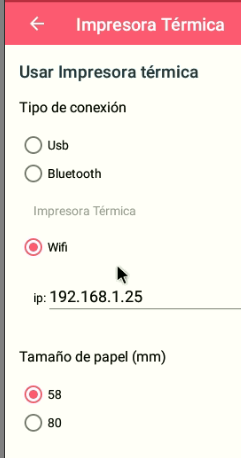 Impresora Térmica
Usar Impresora térmica
Tipo de conexión
Usb
Bluetooth
Impresora Térmica
Wifi
ip: 192.168.1.25
Tamaño de papel (mm)
58
80